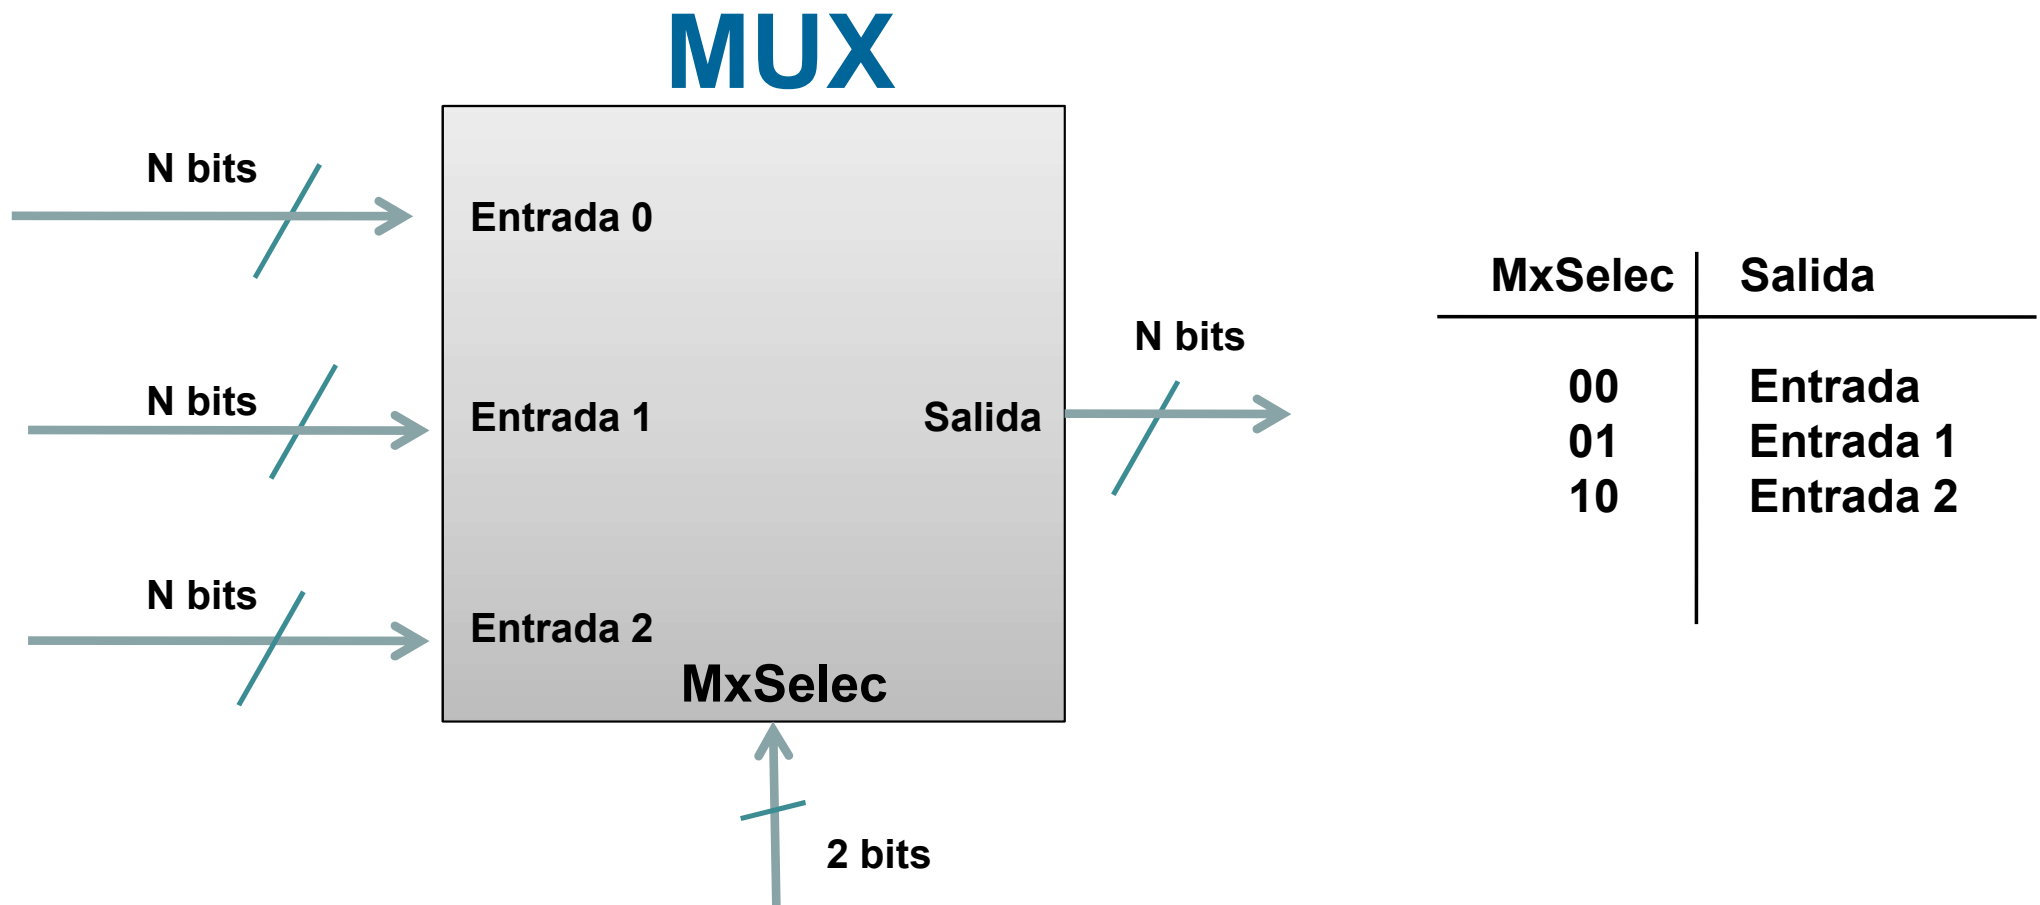 MUX
N bits
Entrada 0
N bits
Entrada 1
Salida
N bits
N bits
Entrada 2
MxSelec
2 bits
MxSelec Salida
00 Entrada
01 Entrada 1
10 Entrada 2